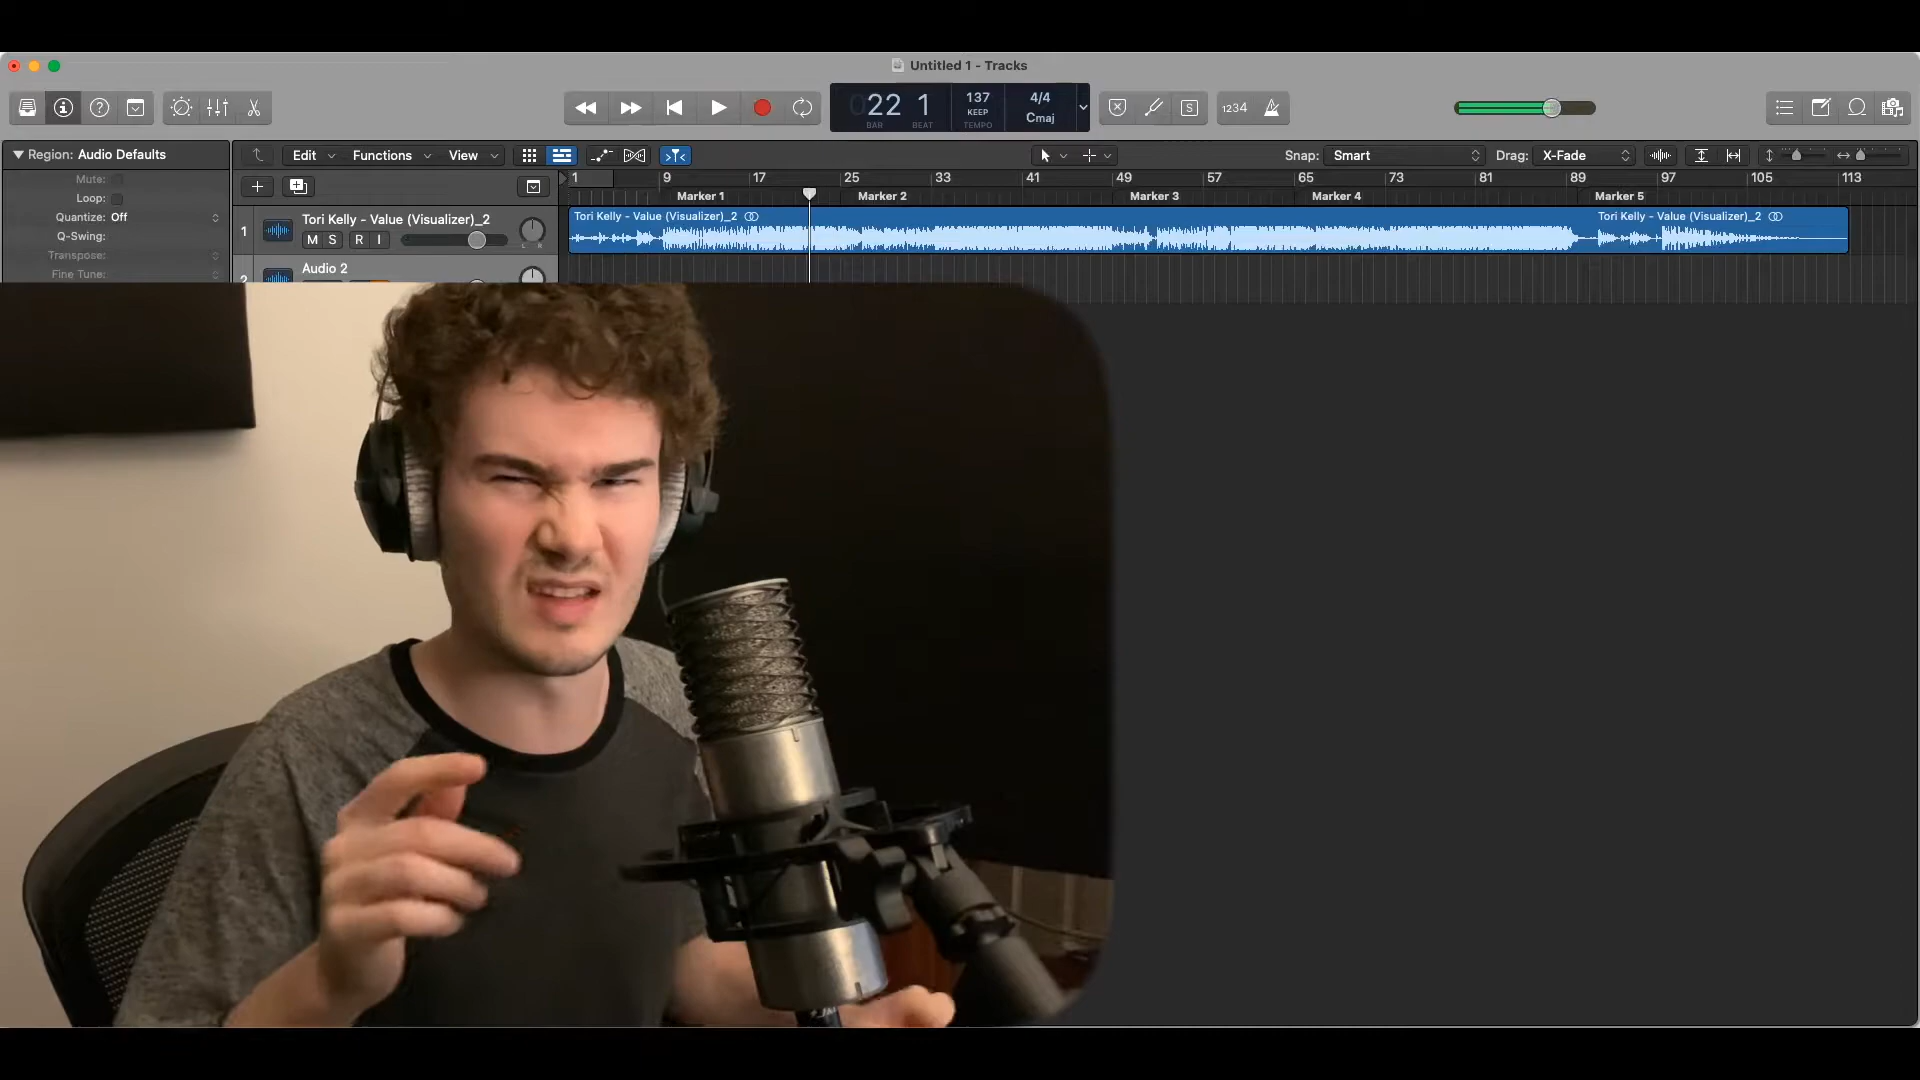 Untitled 1 - Tracks
022 1
BAR BEAT
137
KEEP
TEMPO
4/4
Cmaj
S
1234
Region: Audio Defaults
Edit Functions View
Snap: Smart
Drag: X-Fade
Mute:
Loop:
Quantize: Off
Q-Swing:
Transpose:
Fine Tune:
1 9 17 25 33 41 49 57 65 73 81 89 97 105 113
Marker 1 Marker 2 Marker 3 Marker 4 Marker 5
1
Tori Kelly - Value (Visualizer)_2
M S R I
L R
Tori Kelly - Value (Visualizer)_2
Tori Kelly - Value (Visualizer)_2
2
Audio 2